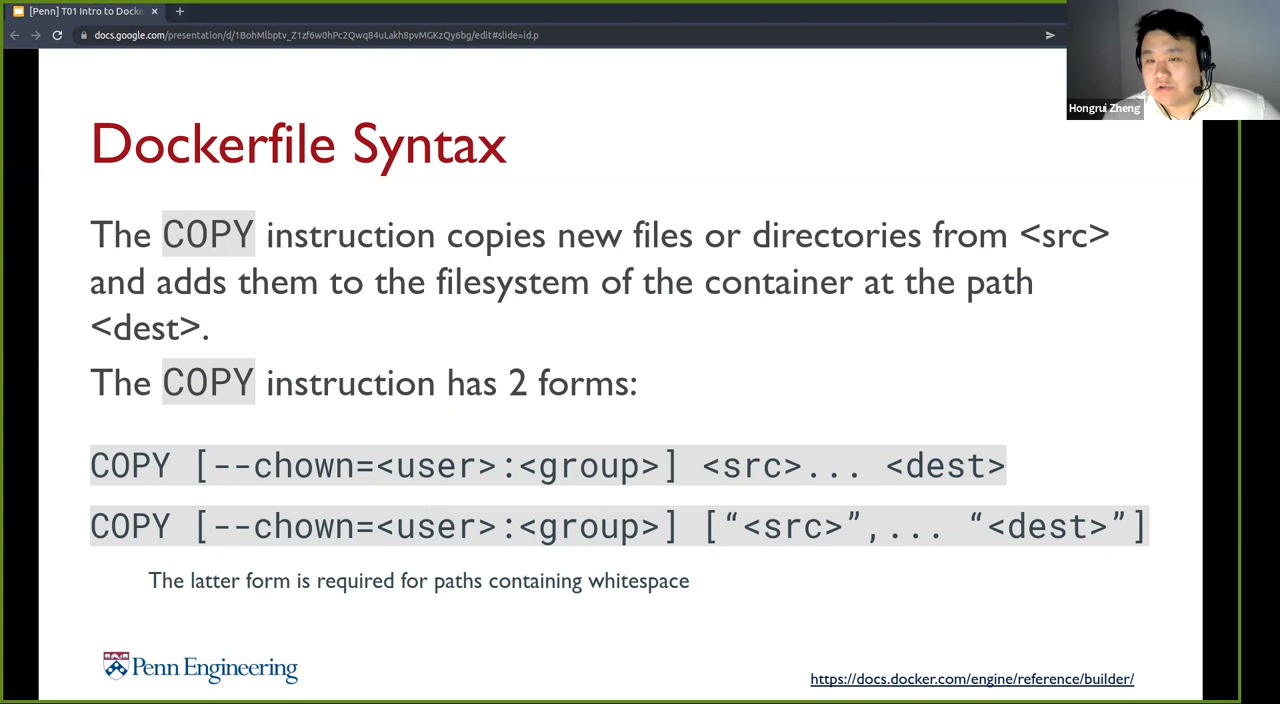 [Penn] T01 Intro to Docke
docs.google.com/presentation/d/1BohMlbptv_Z1zf6w0hPc2Qwq84uLakh8pvMGKzQy6bg/edit#slide=id.p
Hongrui Zheng
Dockerfile Syntax
The COPY instruction copies new files or directories from <src>
and adds them to the filesystem of the container at the path
<dest>.
The COPY instruction has 2 forms:
COPY [--chown=<user>:<group>] <src>... <dest>
COPY [--chown=<user>:<group>] [“<src>”,... “<dest>”]
The latter form is required for paths containing whitespace
Penn Engineering
https://docs.docker.com/engine/reference/builder/